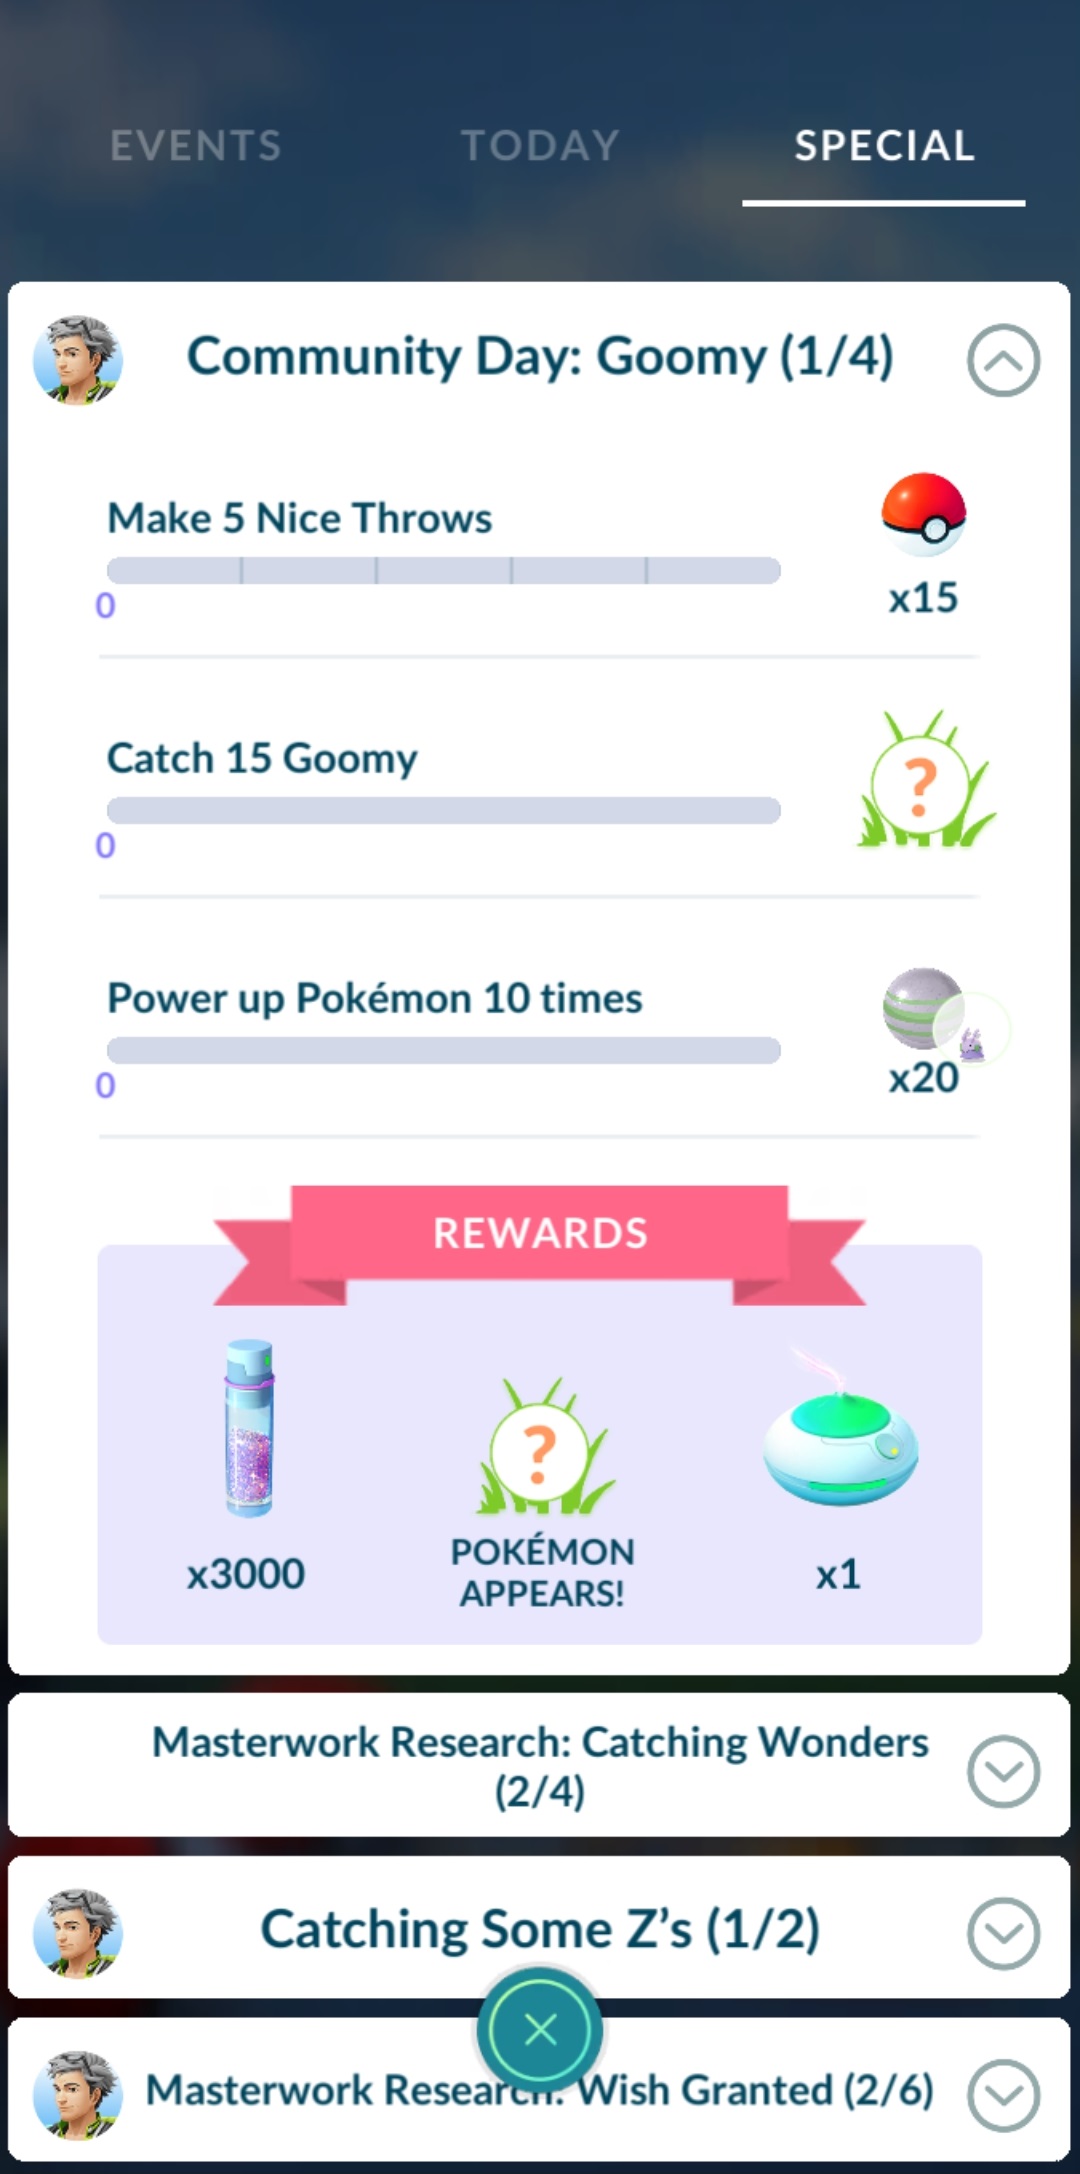 EVENTS
TODAY
SPECIAL
Community Day: Goomy (1/4)
Make 5 Nice Throws
0
x15
Catch 15 Goomy
?
0
Power up Pokémon 10 times
0
x20
REWARDS
?
x3000
POKÉMON
APPEARS!
x1
Masterwork Research: Catching Wonders
(2/4)
Catching Some Z’s (1/2)
Masterwork Research: Wish Granted (2/6)